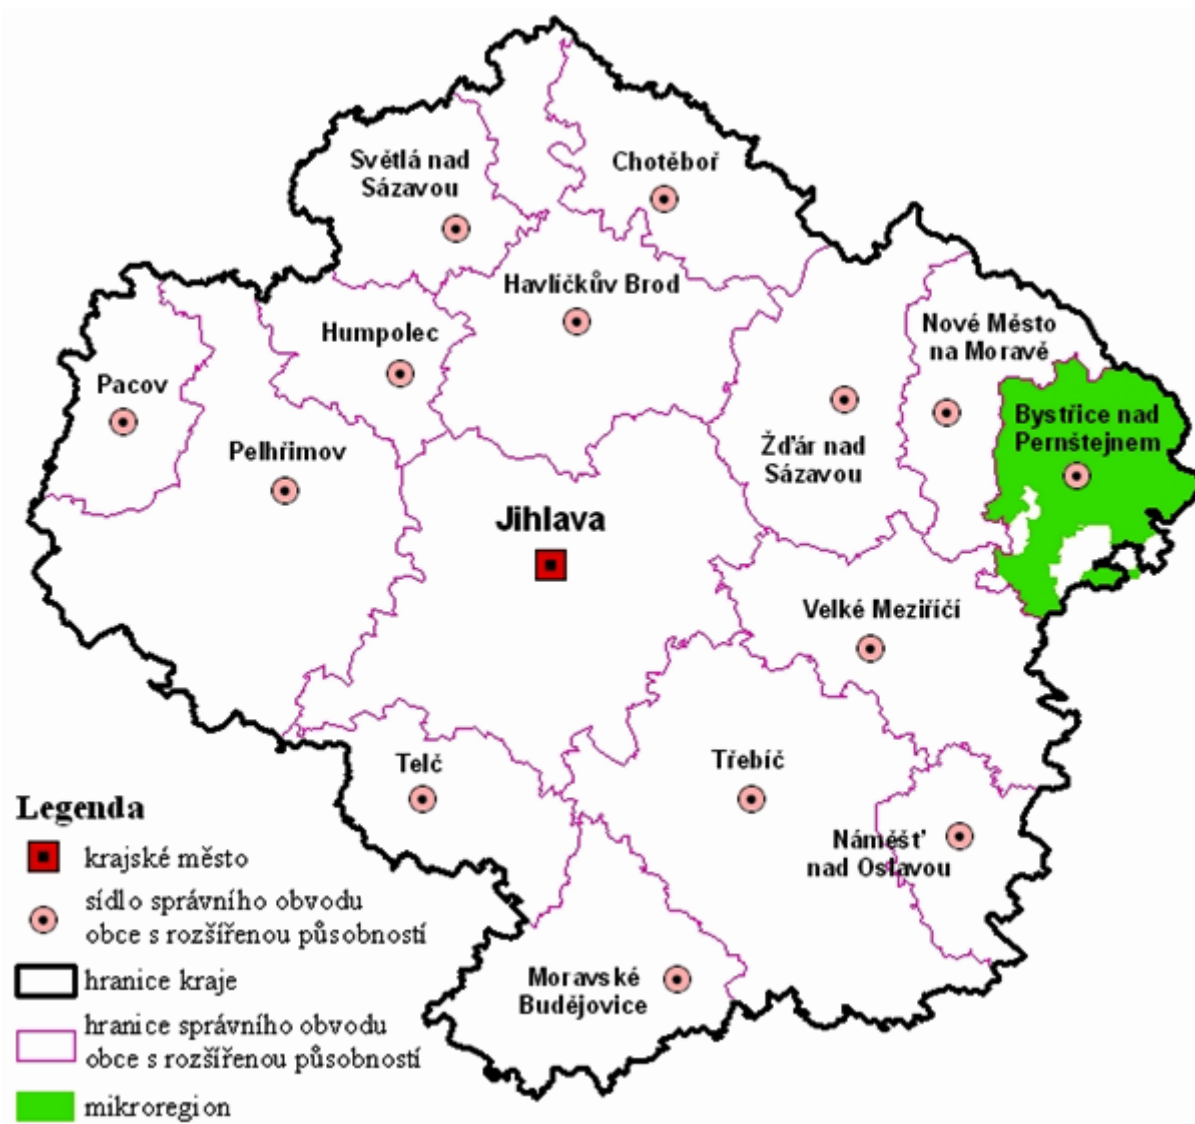 Světlá nad
Sázavou
Chotěboř
Havlíčkův Brod
Humpolec
Nové Město
na Moravě
Pacov
Bystřice nad
Pernštejnem
Pelhřimov
Žďár nad
Sázavou
Jihlava
Velké Meziříčí
Telč
Třebíč
Náměšť
nad Oslavou
Moravské
Budějovice
Legenda
krajské město
sídlo správního obvodu
obce s rozšířenou působností
hranice kraje
hranice správního obvodu
obce s rozšířenou působností
mikroregion